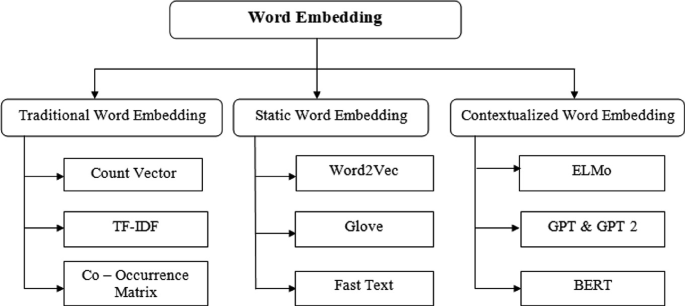 Word Embedding
Traditional Word Embedding
Static Word Embedding
Contextualized Word Embedding
Count Vector
Word2Vec
ELMo
TF-IDF
Glove
GPT & GPT 2
Co – Occurrence
Matrix
Fast Text
BERT